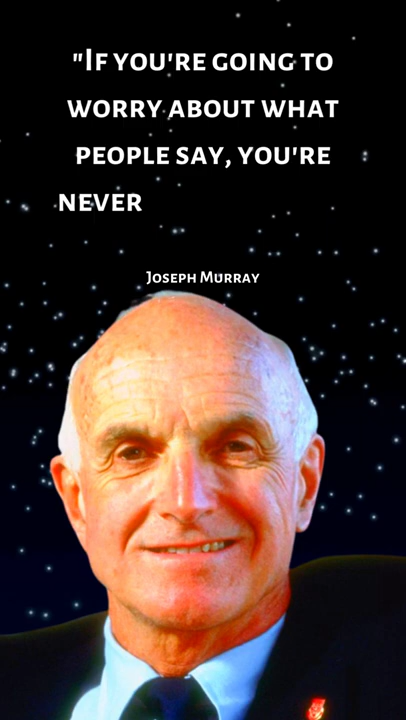 "If you're going to
worry about what
people say, you're
never
Joseph Murray